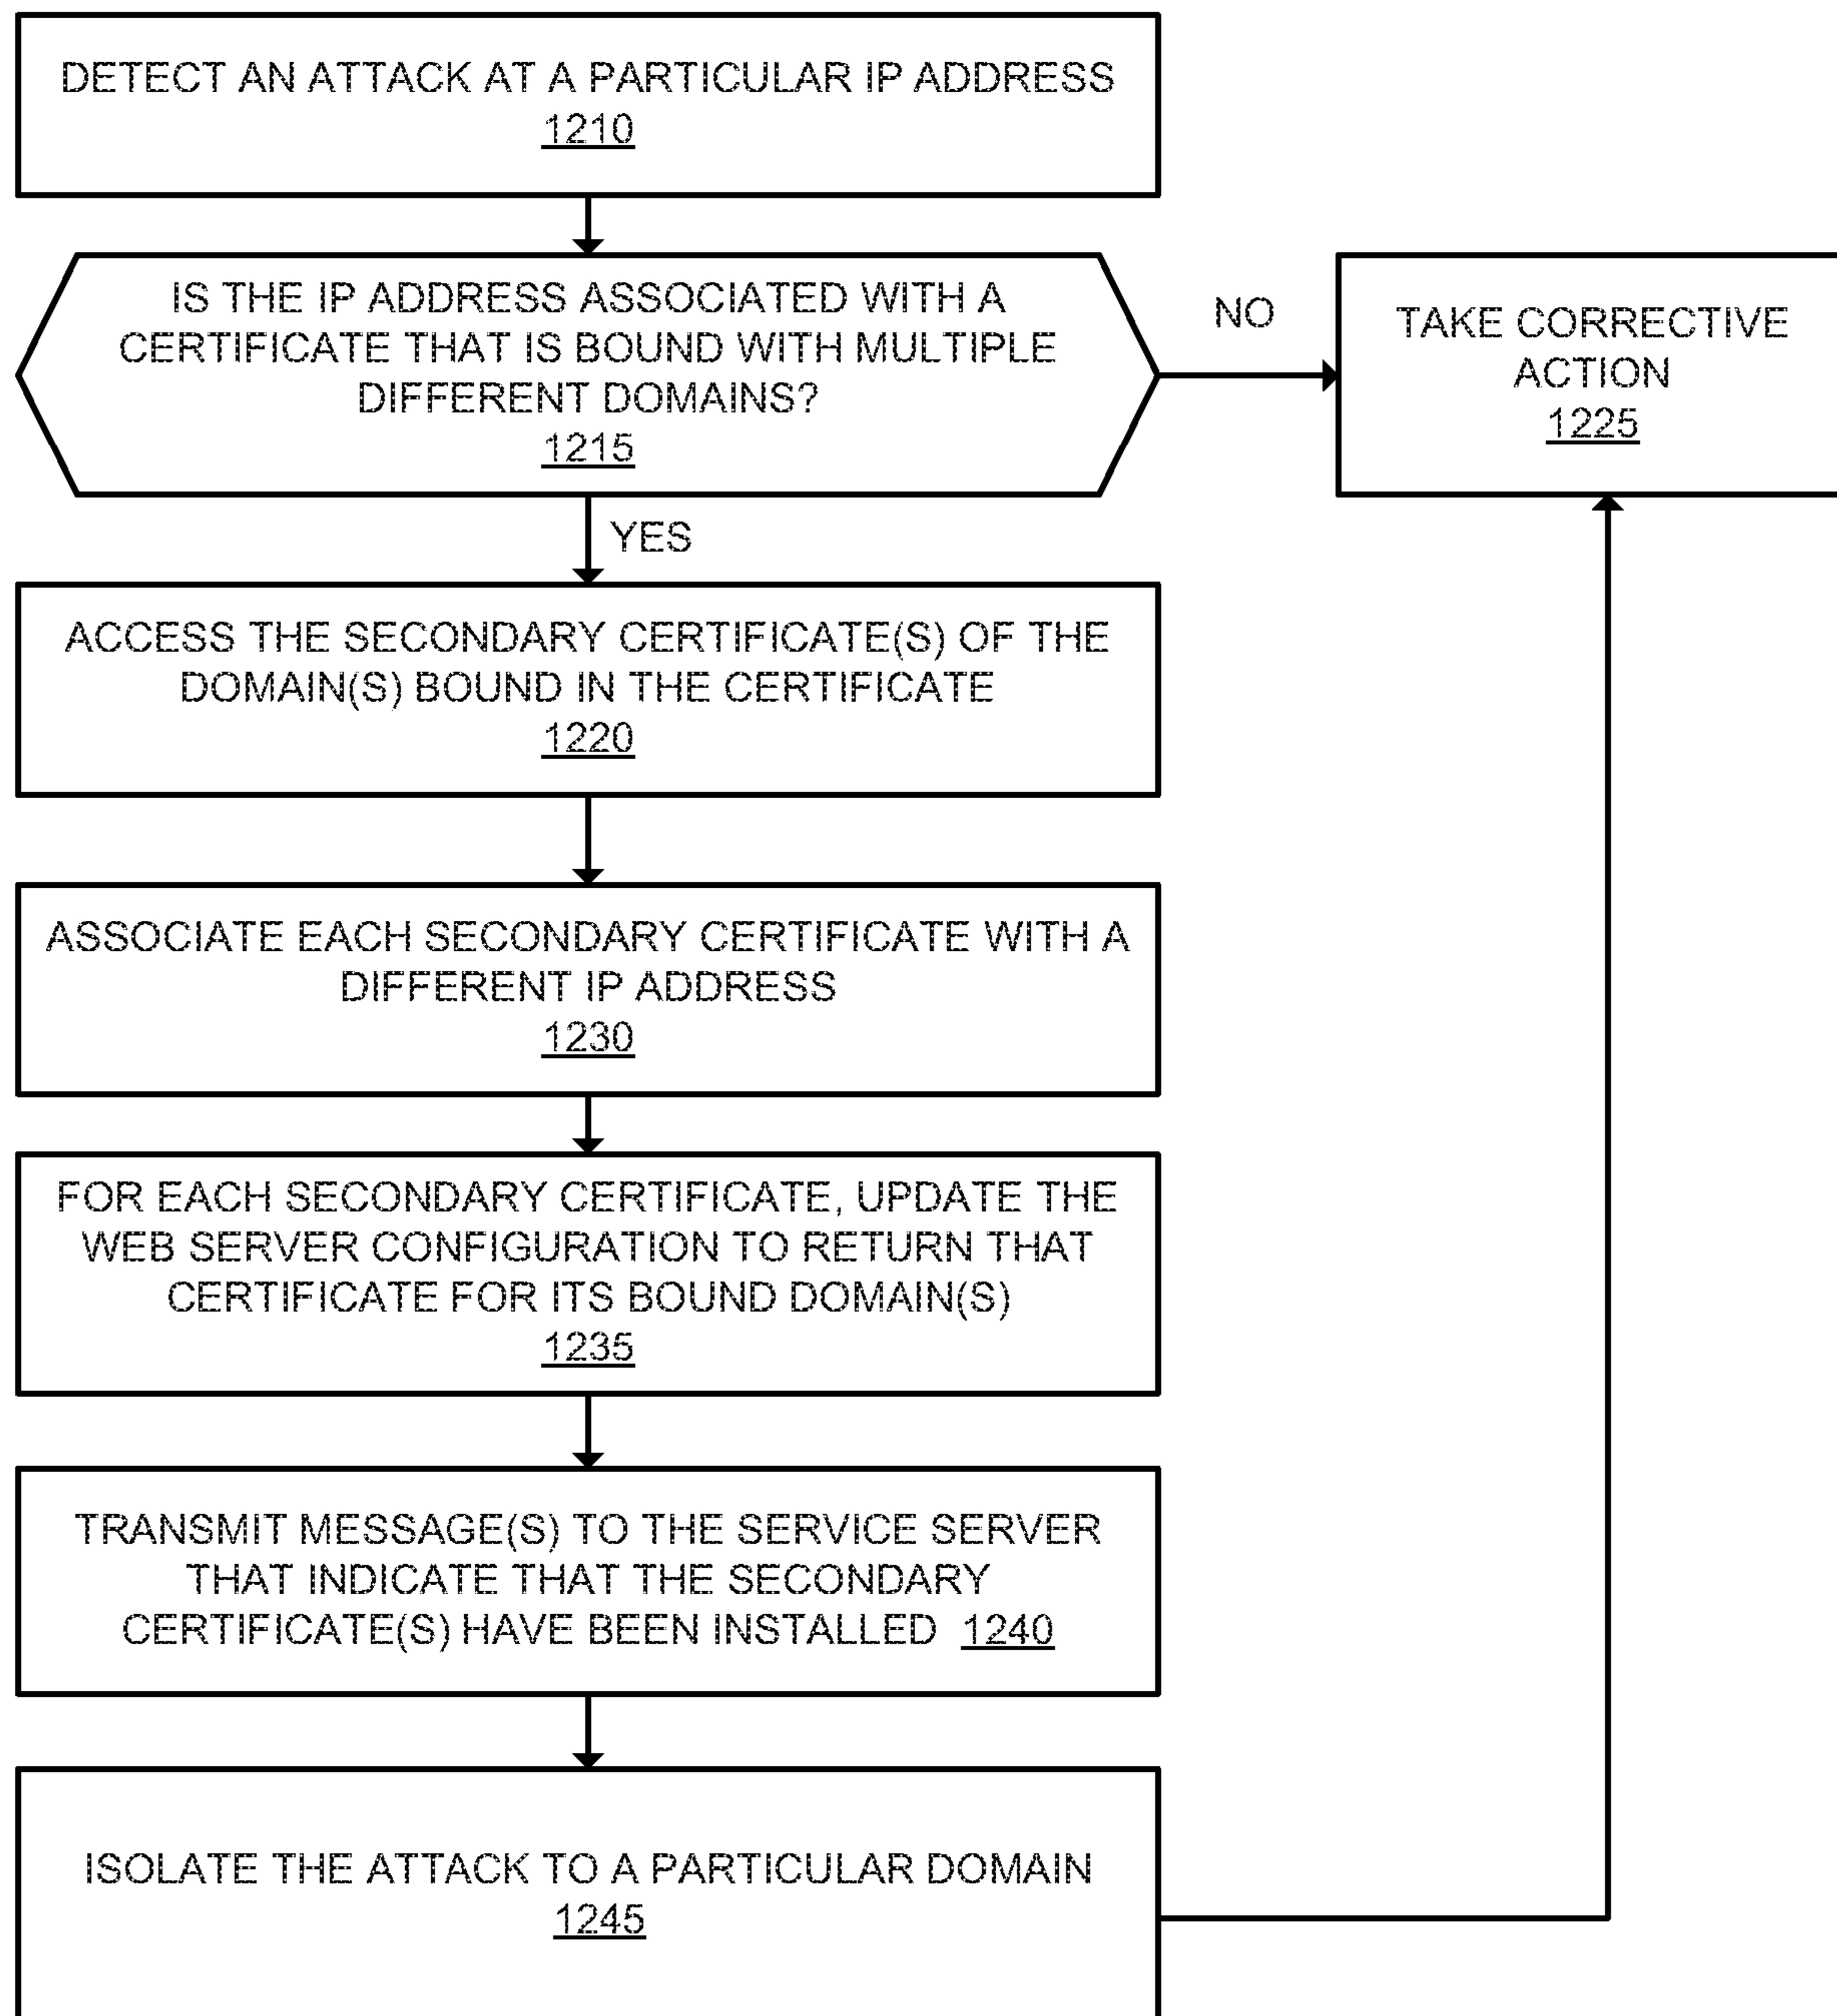 DETECT AN ATTACK AT A PARTICULAR IP ADDRESS
1210
IS THE IP ADDRESS ASSOCIATED WITH A
CERTIFICATE THAT IS BOUND WITH MULTIPLE
DIFFERENT DOMAINS?
1215
NO
TAKE CORRECTIVE
ACTION
1225
YES
ACCESS THE SECONDARY CERTIFICATE(S) OF THE
DOMAIN(S) BOUND IN THE CERTIFICATE
1220
ASSOCIATE EACH SECONDARY CERTIFICATE WITH A
DIFFERENT IP ADDRESS
1230
FOR EACH SECONDARY CERTIFICATE, UPDATE THE
WEB SERVER CONFIGURATION TO RETURN THAT
CERTIFICATE FOR ITS BOUND DOMAIN(S)
1235
TRANSMIT MESSAGE(S) TO THE SERVICE SERVER
THAT INDICATE THAT THE SECONDARY
CERTIFICATE(S) HAVE BEEN INSTALLED 1240
ISOLATE THE ATTACK TO A PARTICULAR DOMAIN
1245